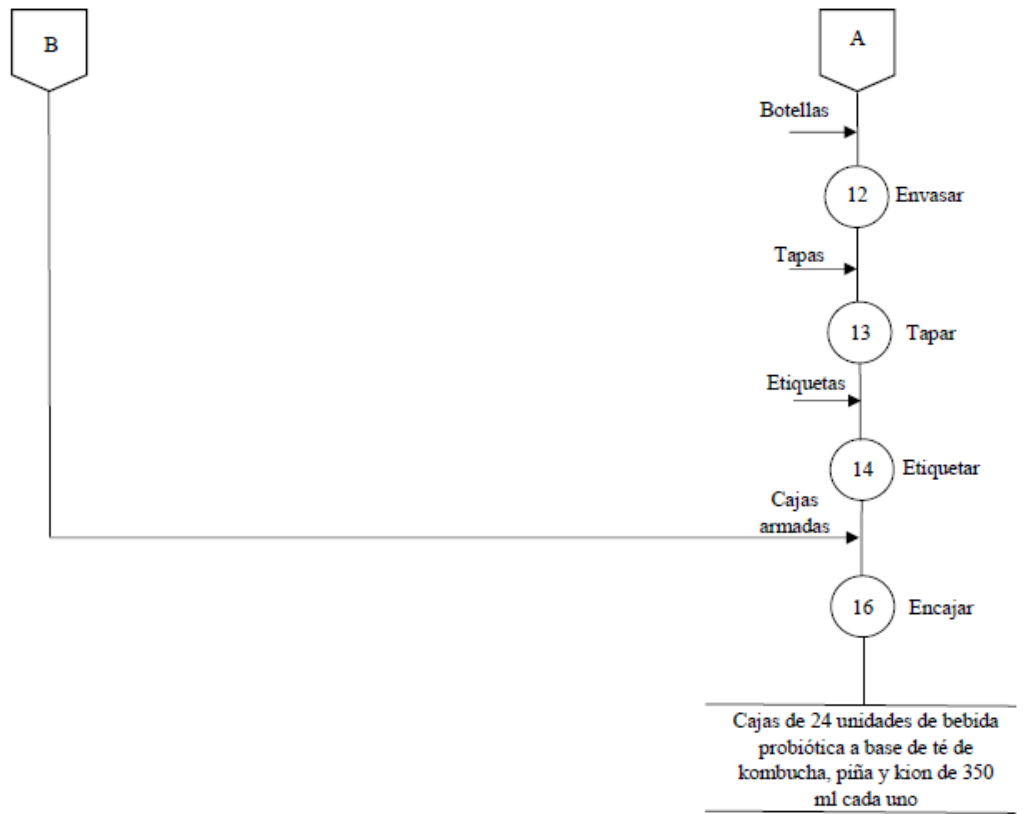 B
A
Botellas
12
Envasar
Tapas
13
Tapar
Etiquetas
14
Etiquetar
Cajas
armadas
16
Encajar
Cajas de 24 unidades de bebida
probiótica a base de té de
kombucha, piña y kion de 350
ml cada uno